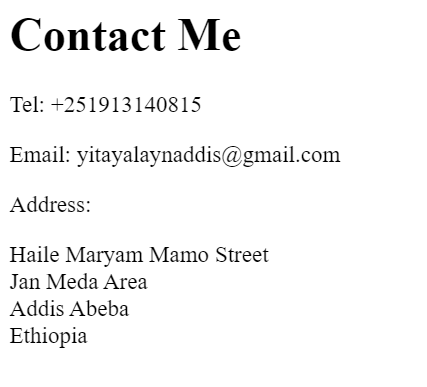 Contact Me
Tel: +251913140815
Email: yitayalaynaddis@gmail.com
Address:
Haile Maryam Mamo Street
Jan Meda Area
Addis Abeba
Ethiopia